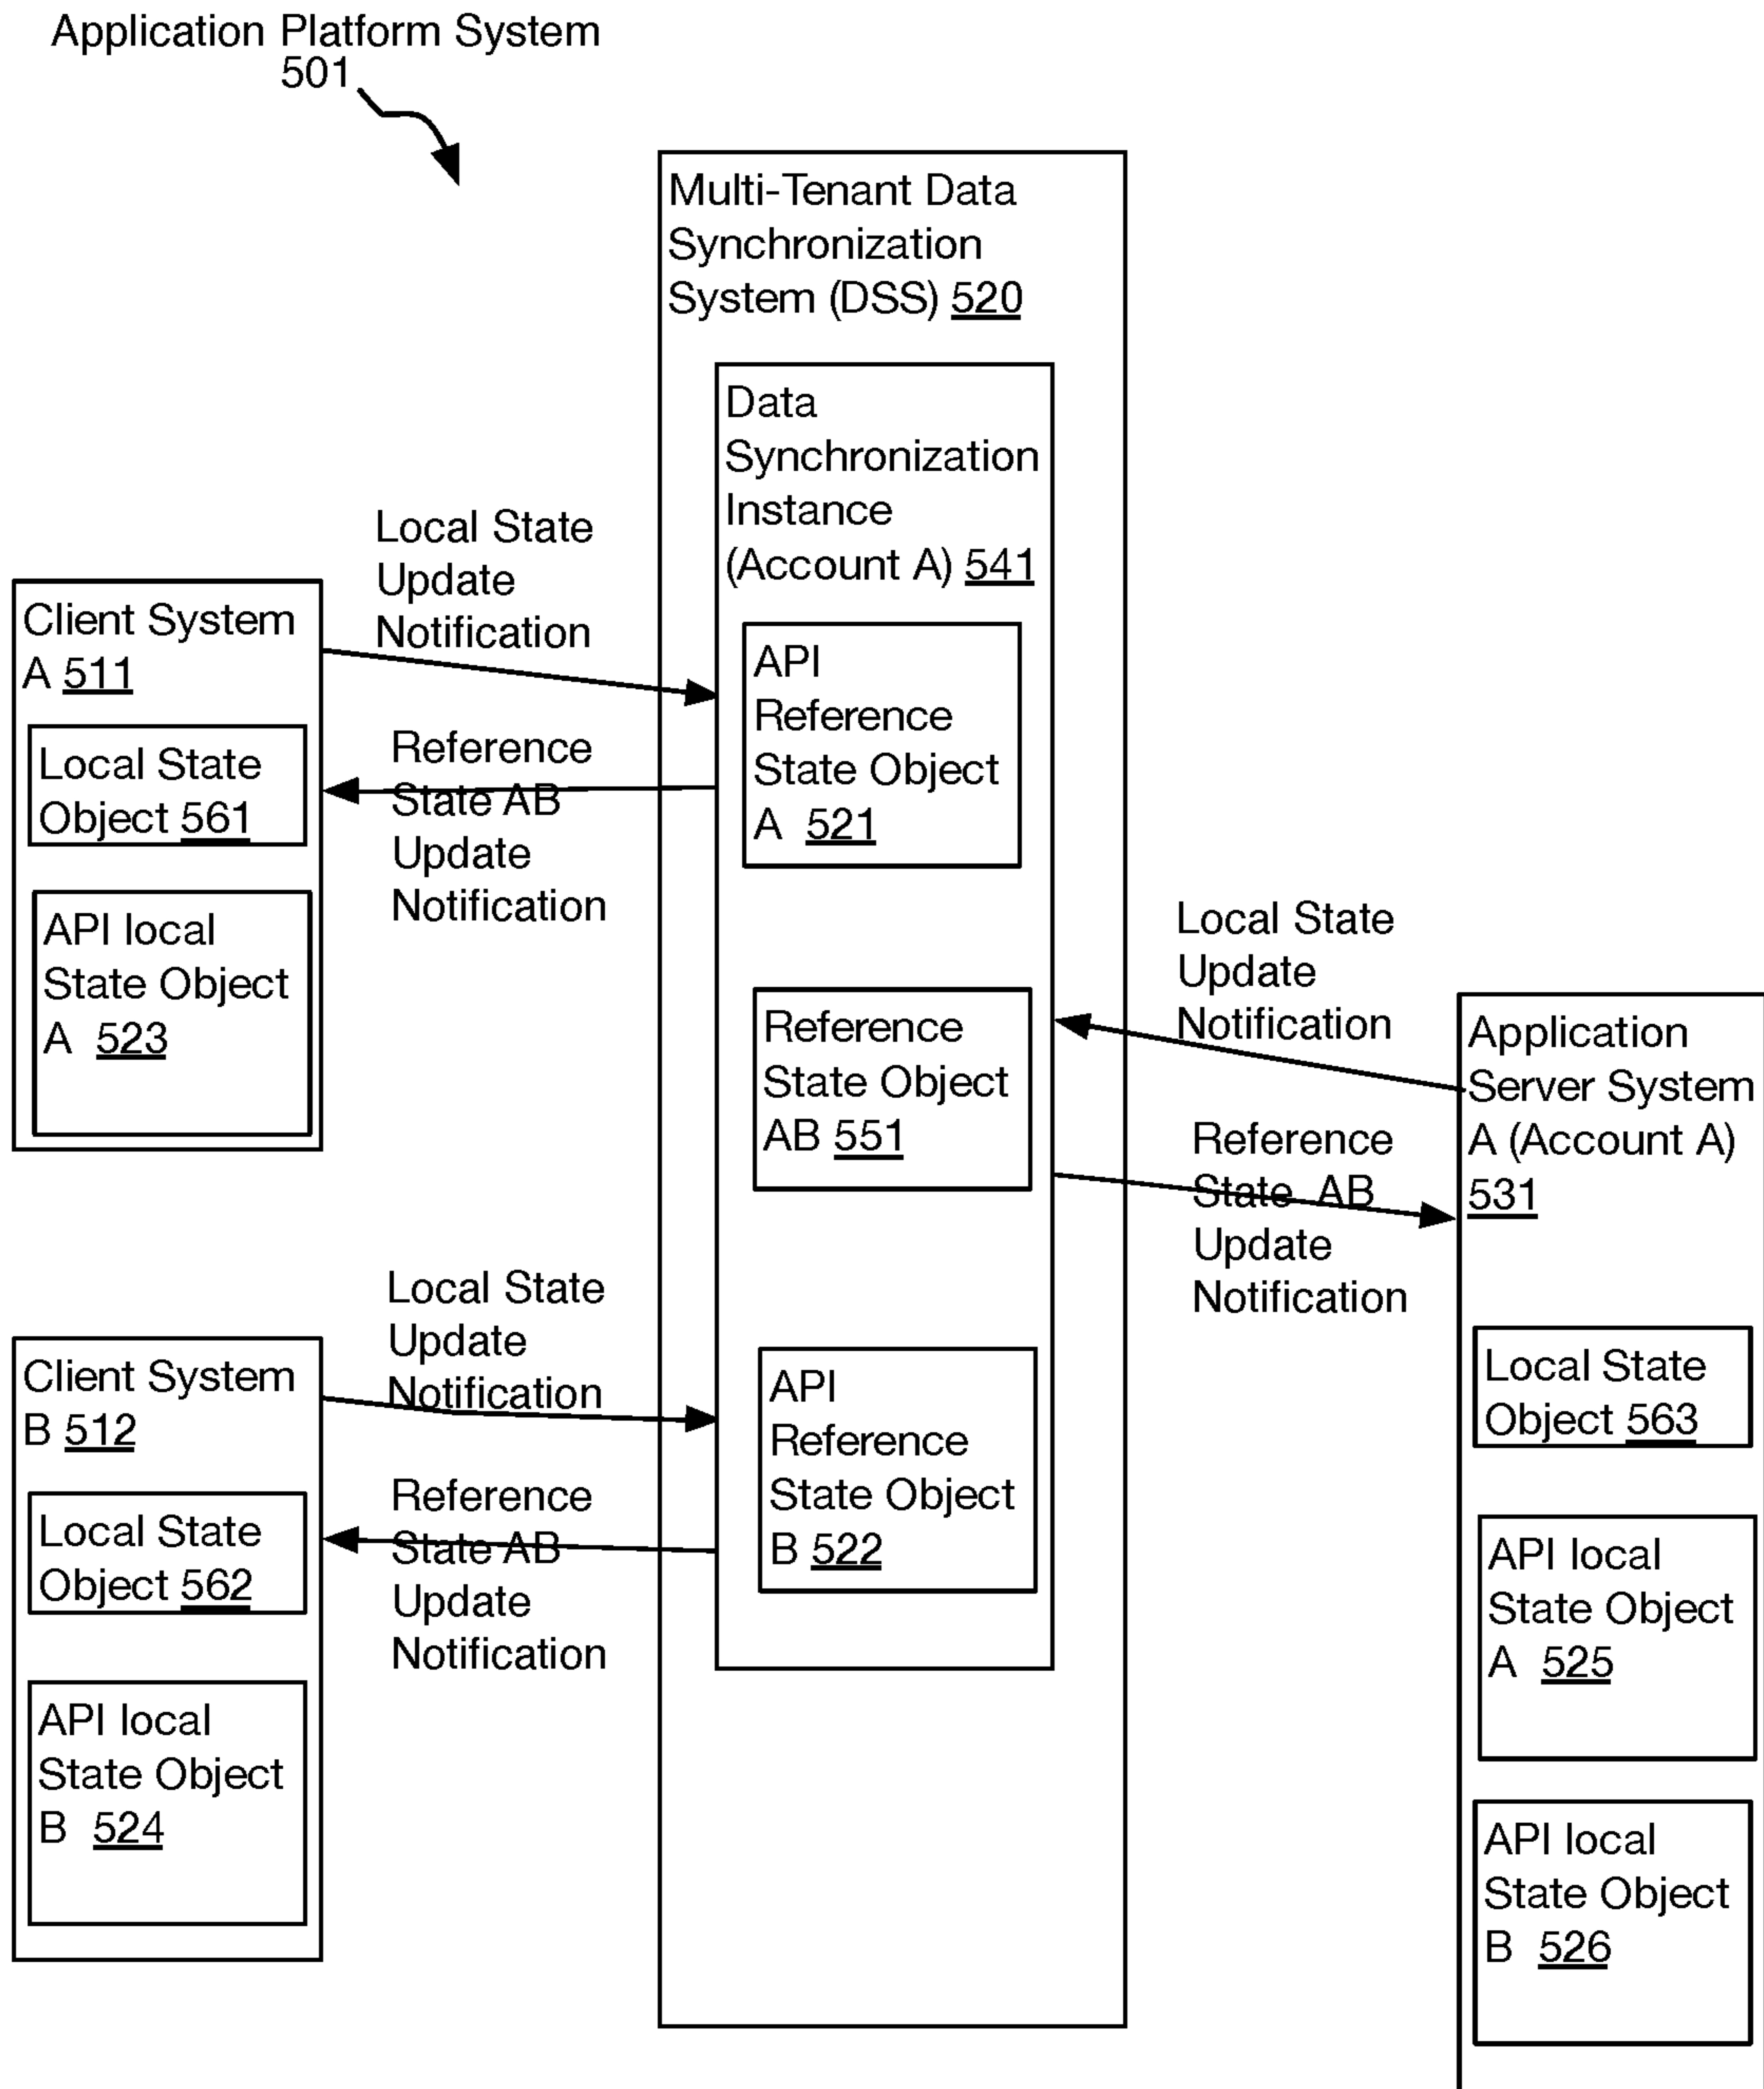 Application Platform System
501
Multi-Tenant Data
Synchronization
System (DSS) 520
Data
Synchronization
Instance
(Account A) 541
API
Reference
State Object
A 521
Reference
State Object
AB 551
API
Reference
State Object
B 522
Local State
Update
Notification
Reference
State AB
Update
Notification
Client System
A 511
Local State
Object 561
API local
State Object
A 523
Local State
Update
Notification
Reference
State AB
Update
Notification
Client System
B 512
Local State
Object 562
API local
State Object
B 524
Local State
Update
Notification
Reference
State AB
Update
Notification
Application
Server System
A (Account A)
531
Local State
Object 563
API local
State Object
A 525
API local
State Object
B 526